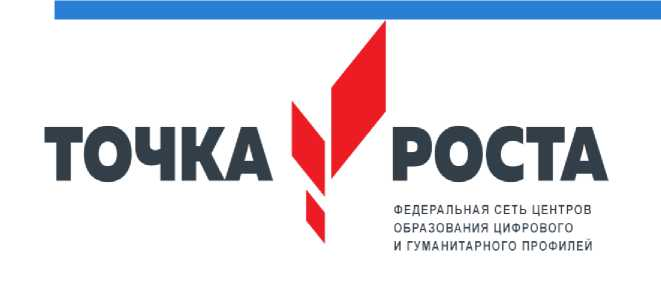 ТОЧКА РОСТА
ФЕДЕРАЛЬНАЯ СЕТЬ ЦЕНТРОВ
ОБРАЗОВАНИЯ ЦИФРОВОГО
И ГУМАНИТАРНОГО ПРОФИЛЕЙ